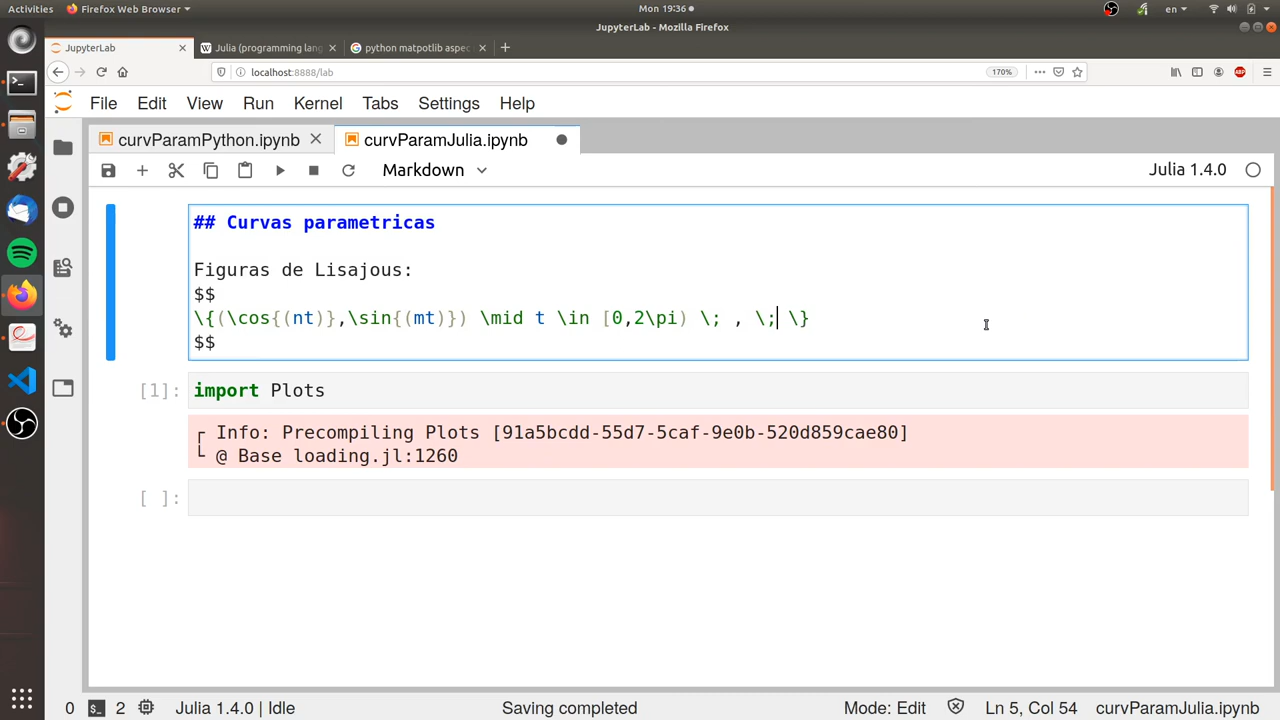 Activities Firefox Web Browser Mon 19:36 en
JupyterLab - Mozilla Firefox
JupyterLab Julia (programming lang python matpotlib aspec
localhost:8888/lab 170% ABP
File Edit View Run Kernel Tabs Settings Help
curvParamPython.ipynb curvParamJulia.ipynb
Markdown Julia 1.4.0
## Curvas parametricas
Figuras de Lisajous:
$$
\{(\cos{(nt)},\sin{(mt)}) \mid t \in [0,2\pi) \; , \; \}
$$
[1]: import Plots
┌ Info: Precompiling Plots [91a5bcdd-55d7-5caf-9e0b-520d859cae80]
└ @ Base loading.jl:1260
[ ]:
0 2 Julia 1.4.0 | Idle Saving completed Mode: Edit Ln 5, Col 54 curvParamJulia.ipynb